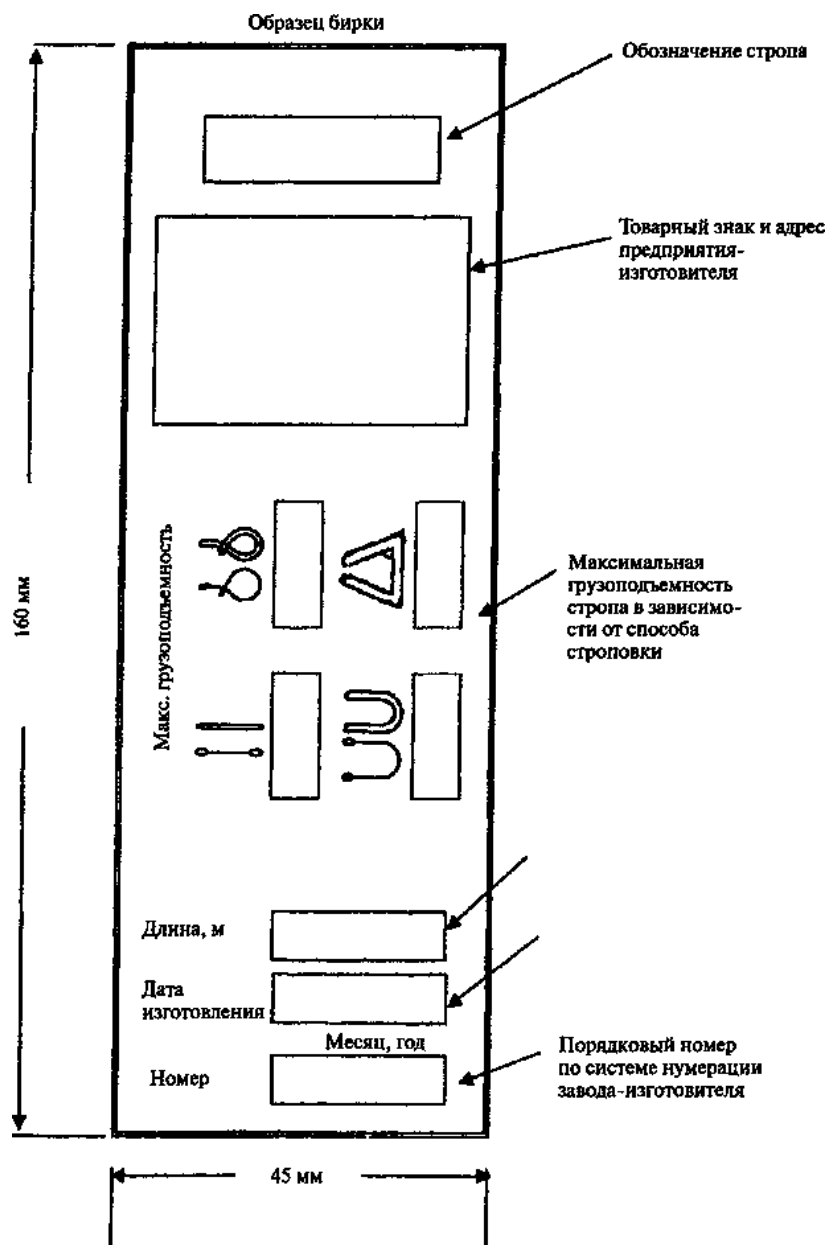 Образец бирки
Обозначение стропа
Товарный знак и адрес
предприятия-
изготовителя
160 мм
Макс. грузоподъемность
Максимальная
грузоподъемность
стропа в зависимо-
сти от способа
строповки
Длина, м
Дата
изготовления
Месяц, год
Номер
Порядковый номер
по системе нумерации
завода-изготовителя
45 мм